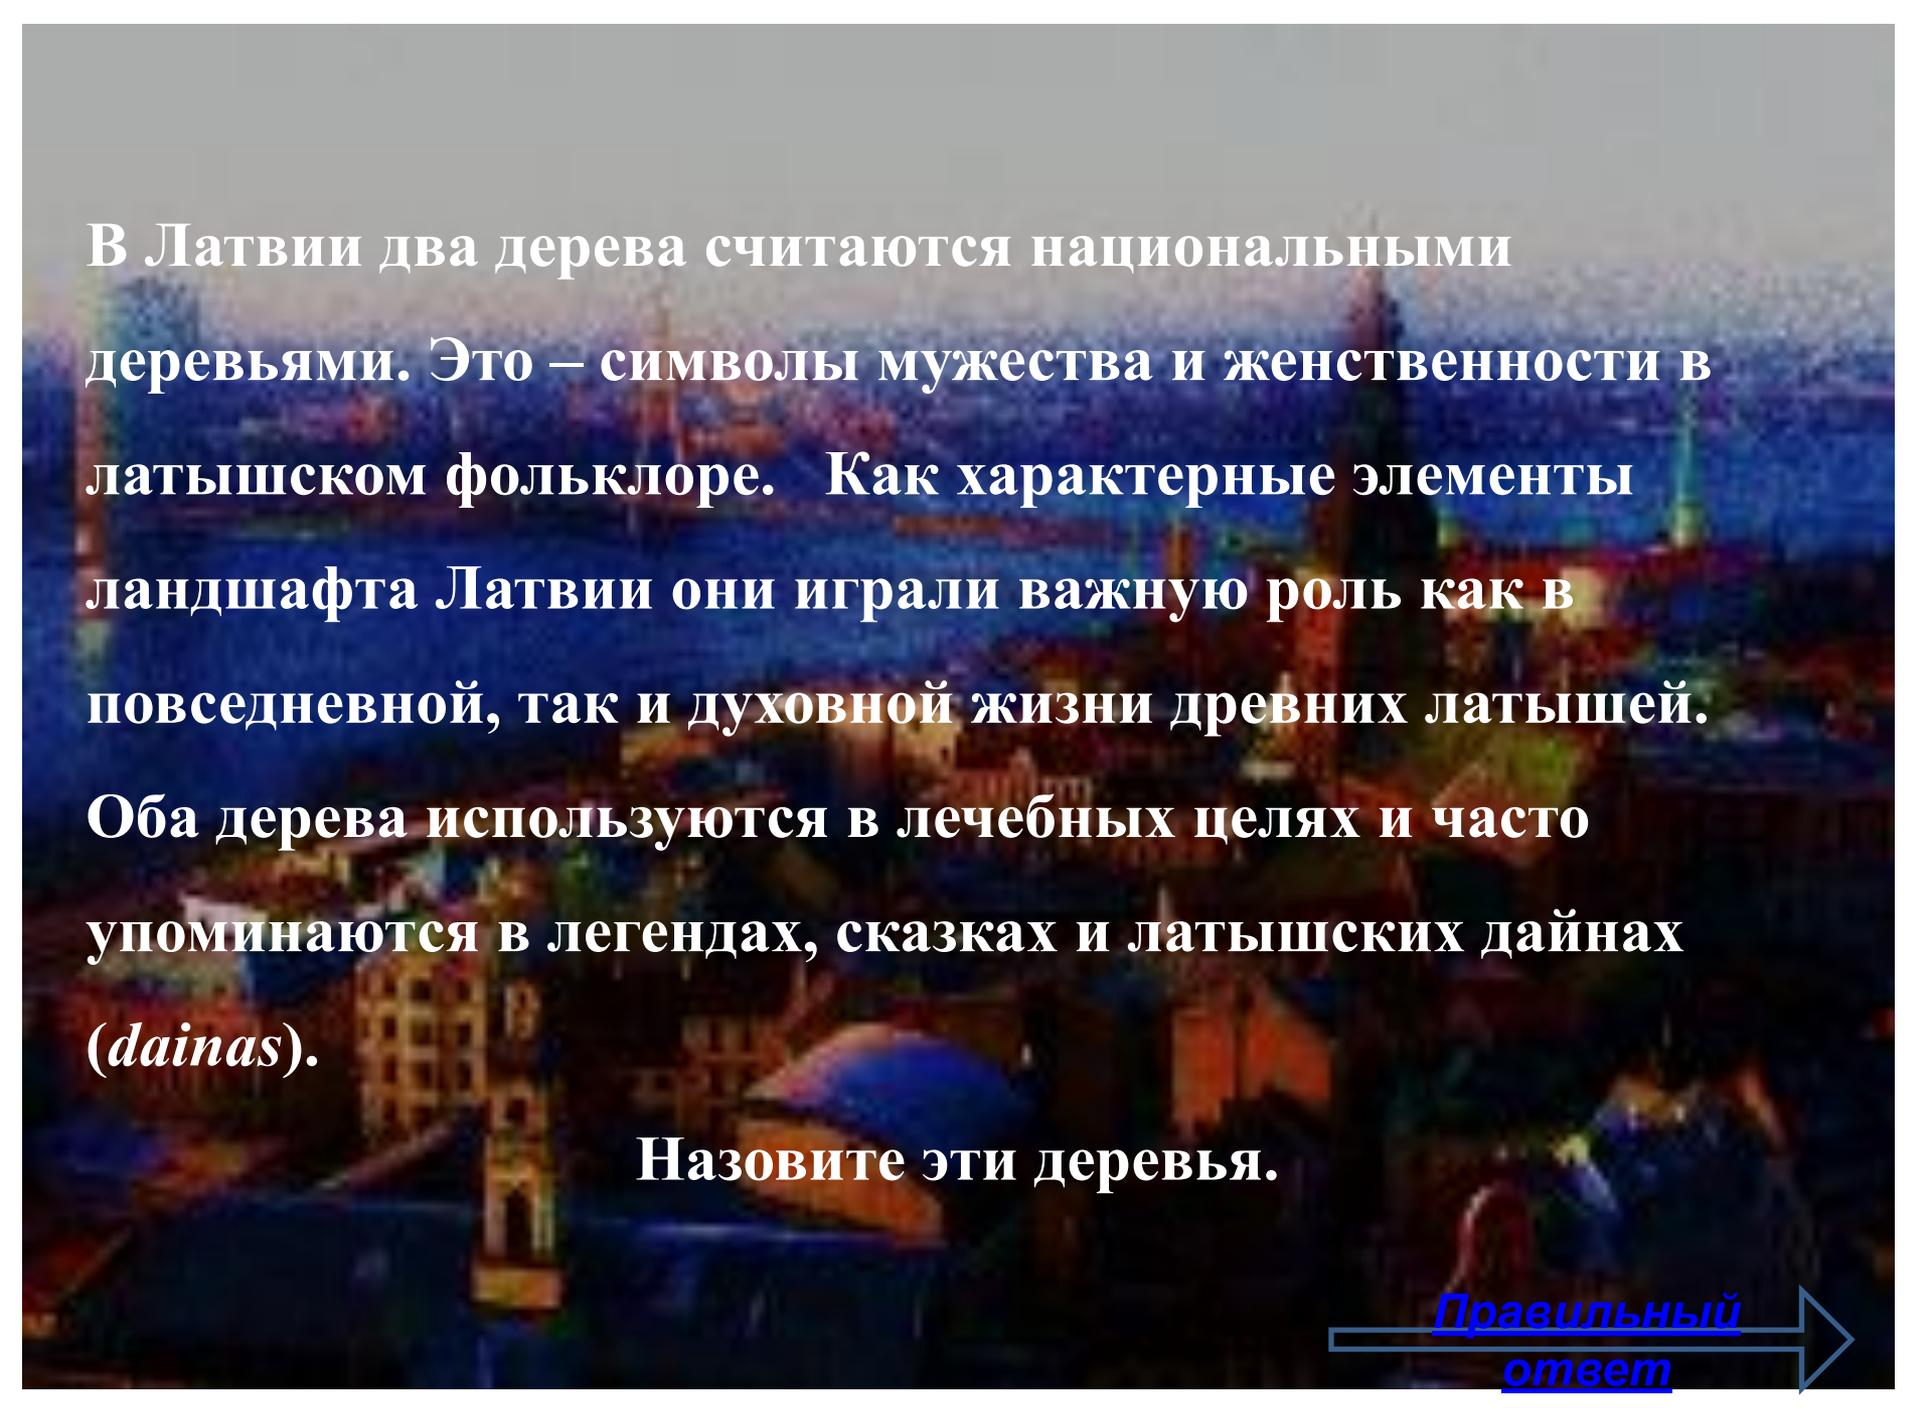 В Латвии два дерева считаются национальными
деревьями. Это – символы мужества и женственности в
латышском фольклоре.   Как характерные элементы
ландшафта Латвии они играли важную роль как в
повседневной, так и духовной жизни древних латышей.
Оба дерева используются в лечебных целях и часто
упоминаются в легендах, сказках и латышских дайнах
(dainas).
Назовите эти деревья.
Правильный
ответ